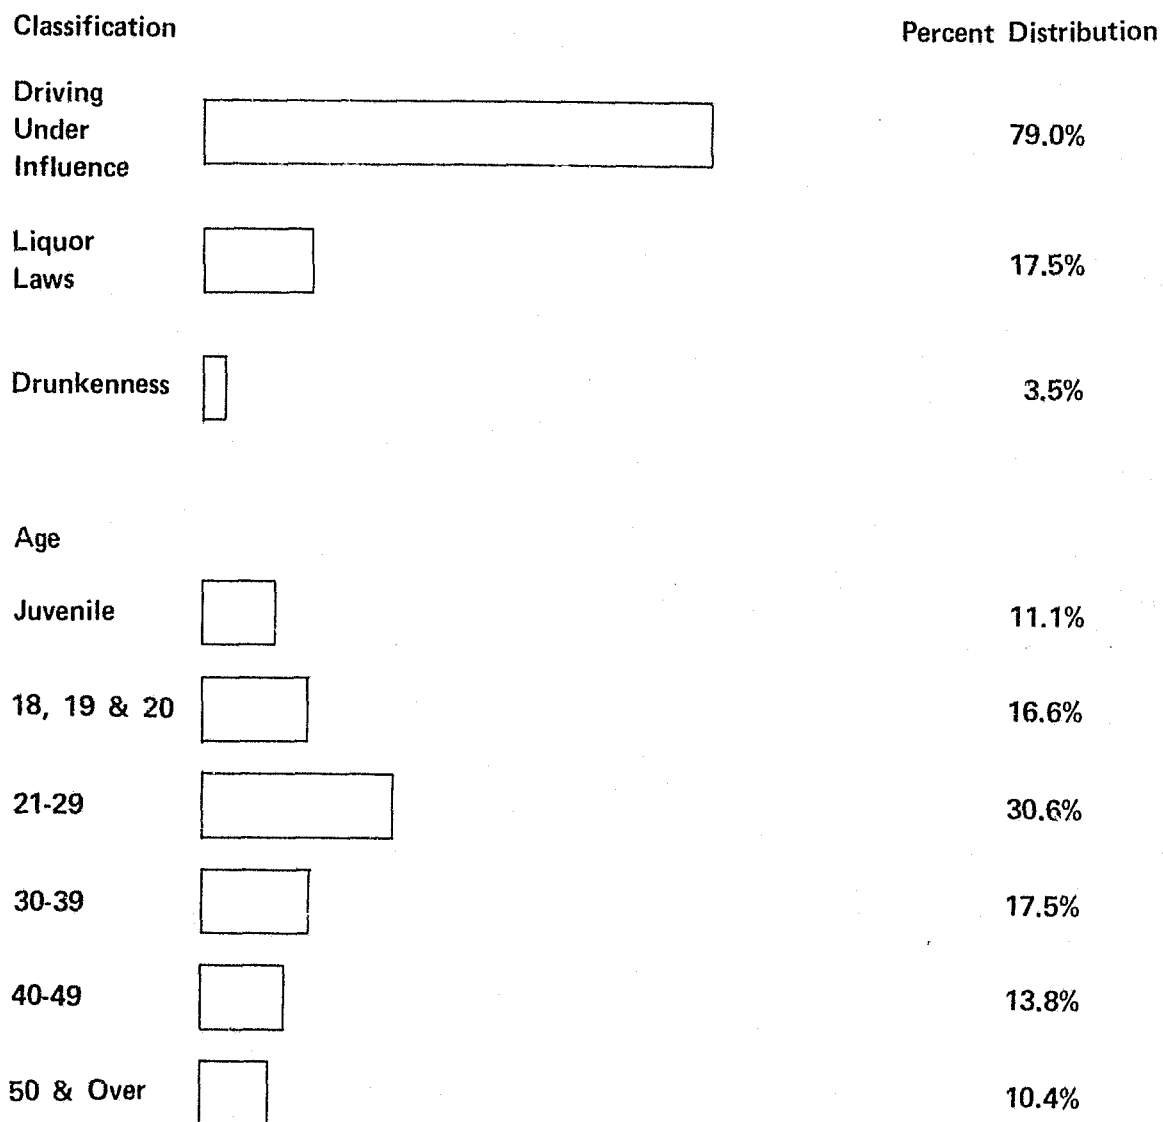 Classification Percent Distribution
Driving
Under
Influence
79.0%
Liquor
Laws
17.5%
Drunkenness 3.5%
Age
Juvenile 11.1%
18, 19 & 20 16.6%
21-29 30.6%
30-39 17.5%
40-49 13.8%
50 & Over 10.4%